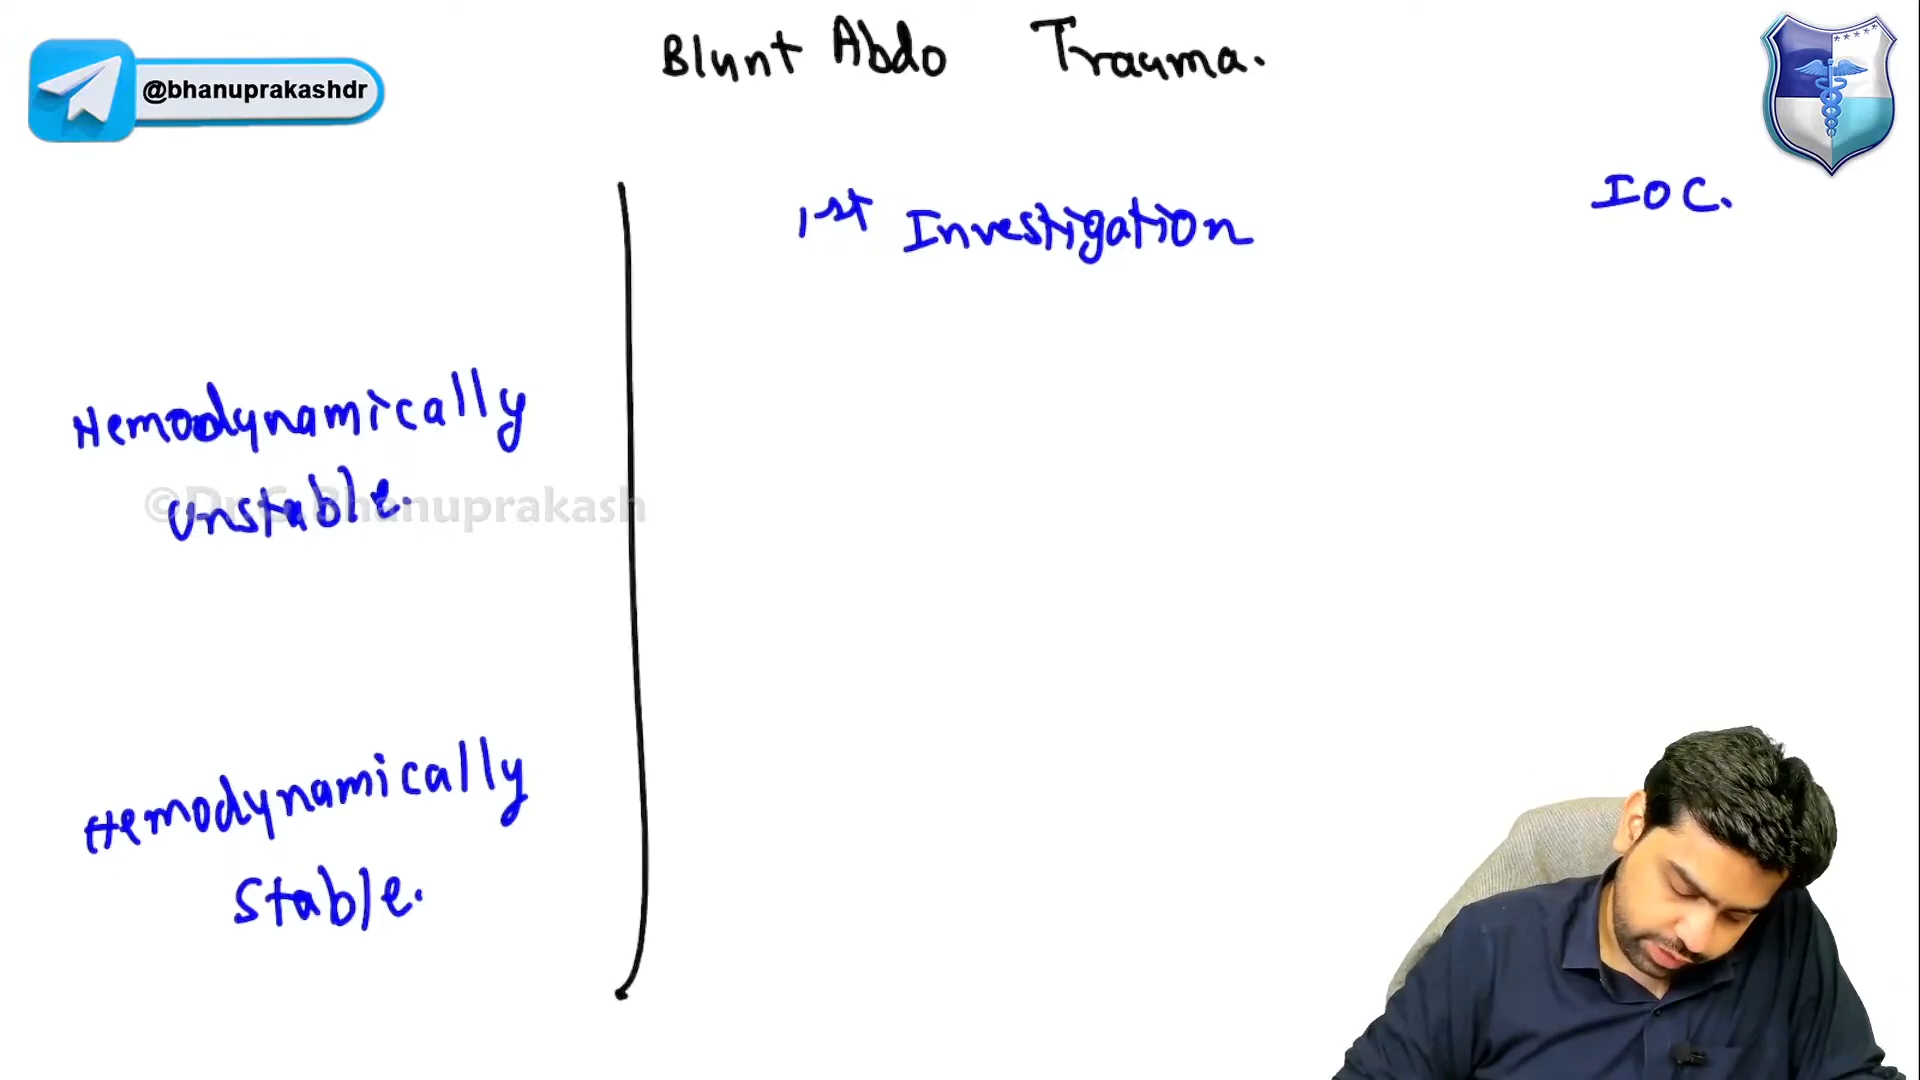 Blunt Abdo Trauma.
@bhanuprakashdr
1st Investigation
IOC.
Hemodynamically
Unstable.
©Dr.G.Bhanuprakash
Hemodynamically
Stable.